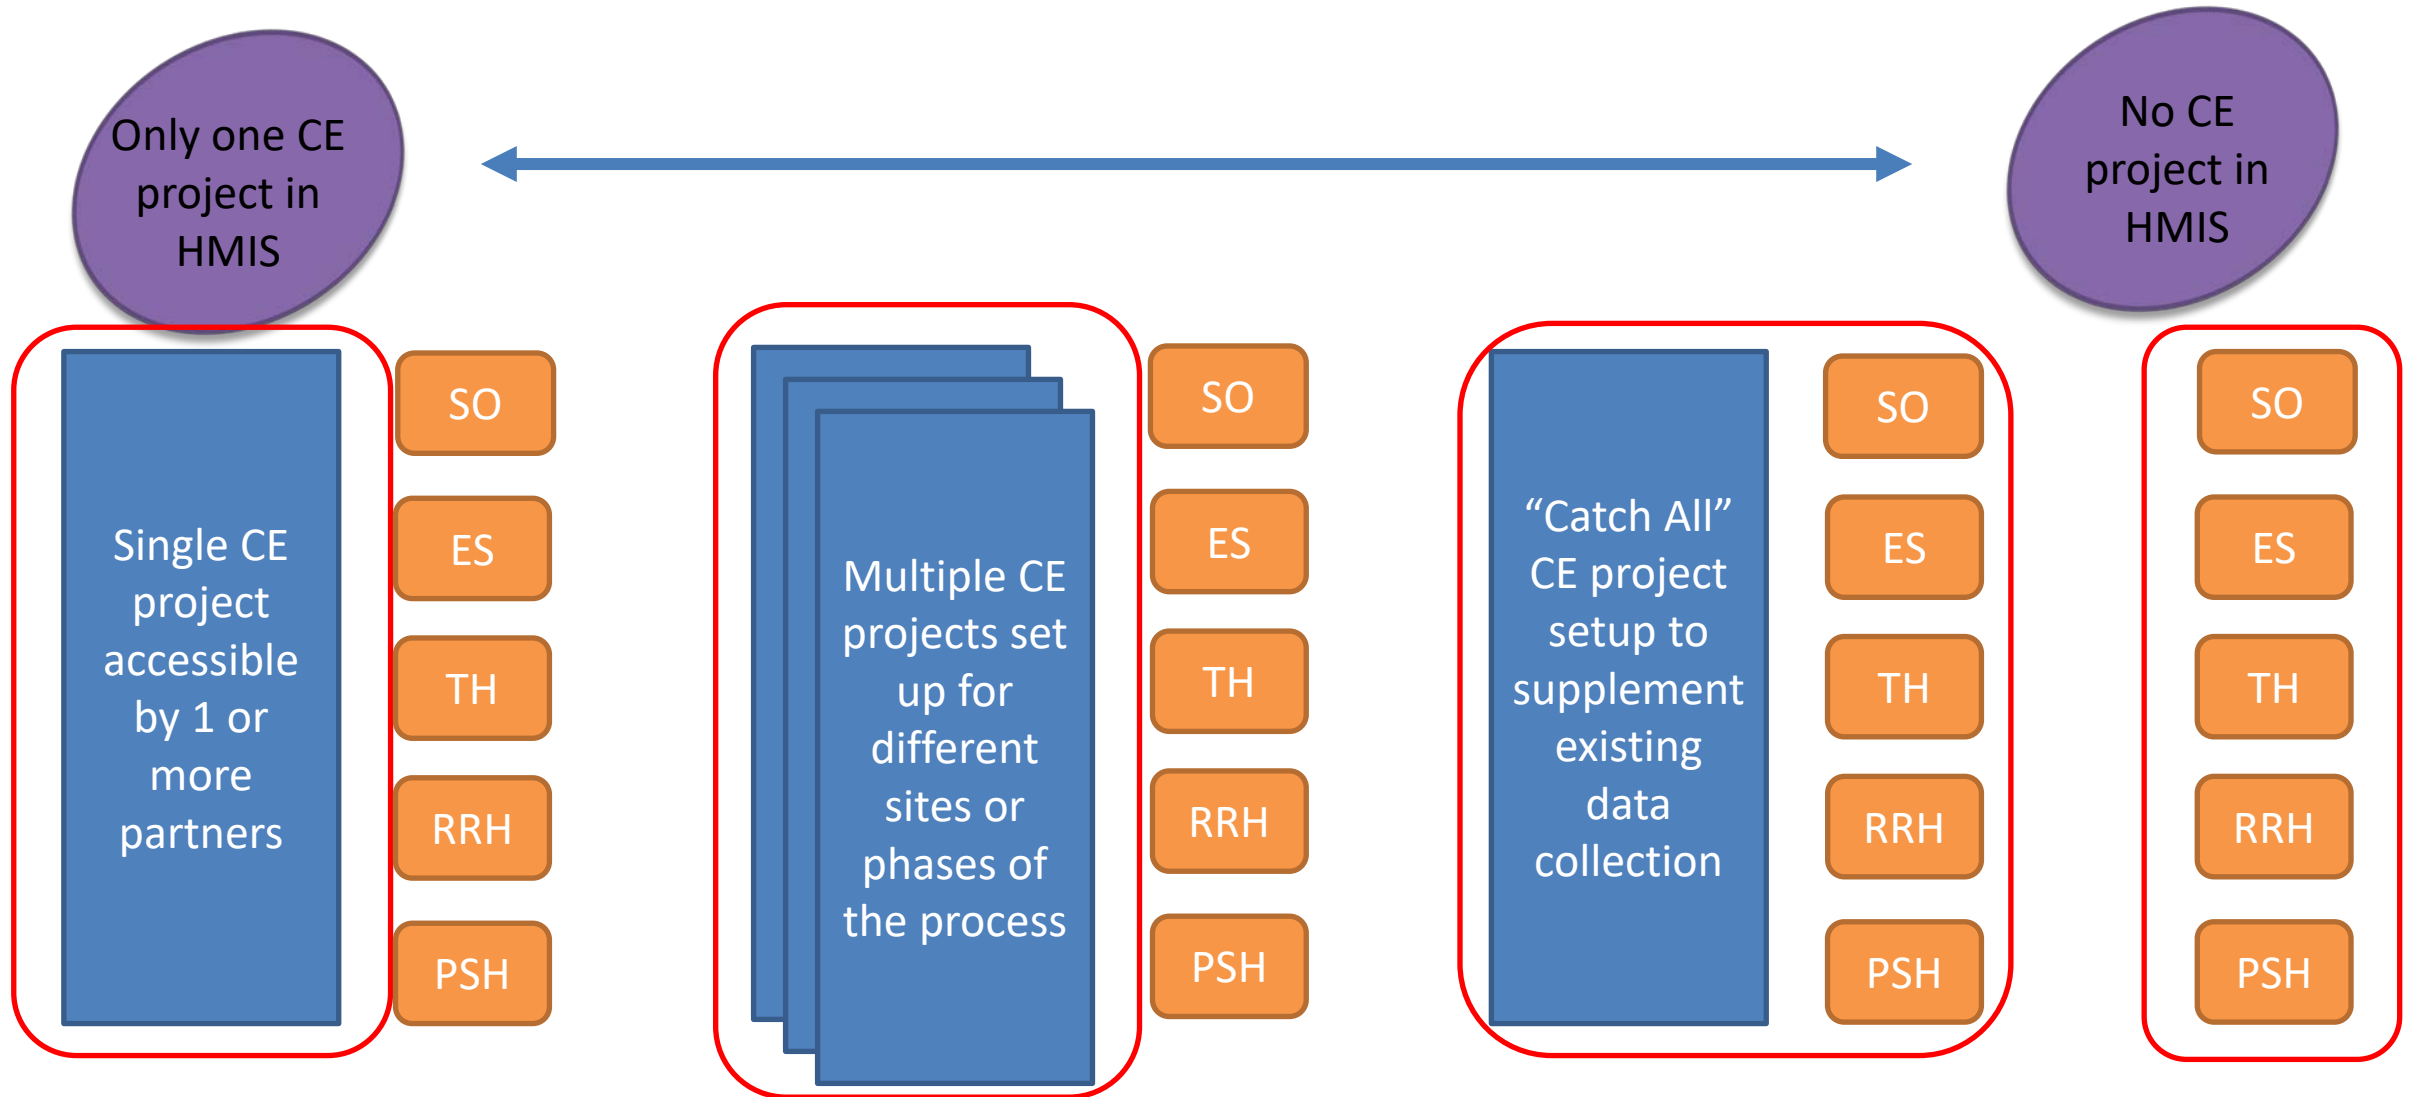 Only one CE
project in
HMIS
No CE
project in
HMIS
Single CE
project
accessible
by 1 or
more
partners
SO
ES
TH
RRH
PSH
Multiple CE
projects set
up for
different
sites or
phases of
the process
SO
ES
TH
RRH
PSH
“Catch All”
CE project
setup to
supplement
existing
data
collection
SO
ES
TH
RRH
PSH
SO
ES
TH
RRH
PSH